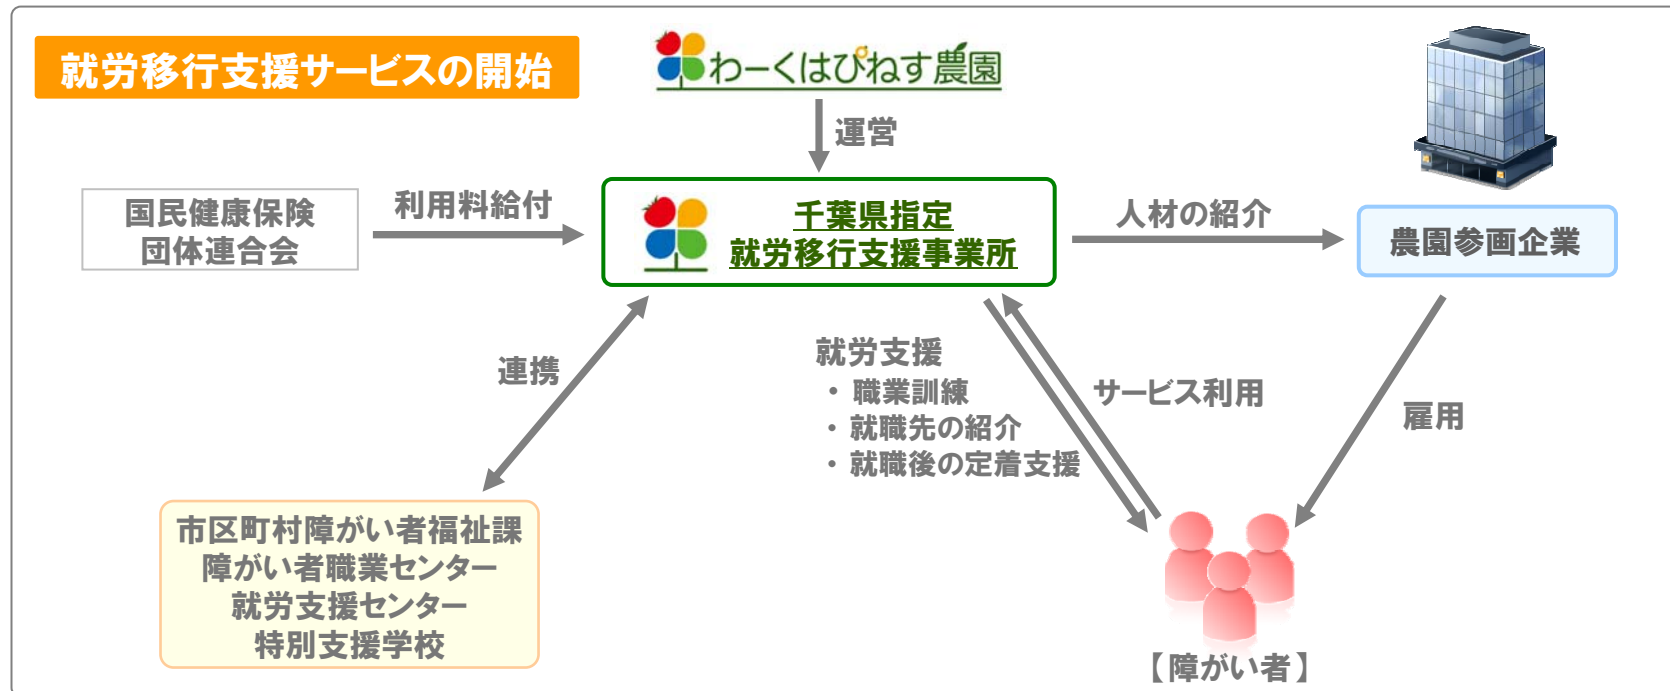 就労移行支援サービスの開始
わーくはぴねす農園
運営
国民健康保険
団体連合会
利用料給付
千葉県指定
就労移行支援事業所
人材の紹介
農園参画企業
連携
就労支援
・ 職業訓練
・ 就職先の紹介
・ 就職後の定着支援
サービス利用
雇用
市区町村障がい者福祉課
障がい者職業センター
就労支援センター
特別支援学校
【障がい者】